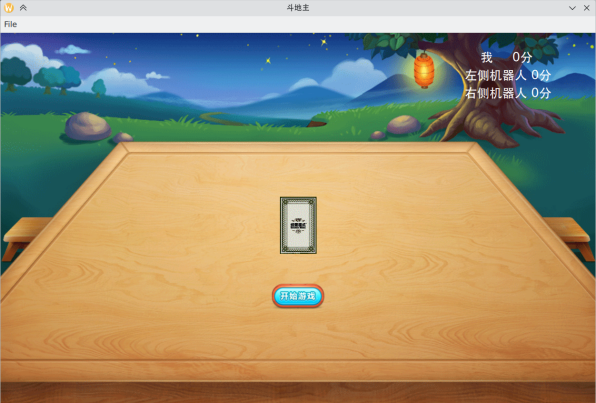 斗地主
File
我 0分
左侧机器人 0分
右侧机器人 0分
开始游戏